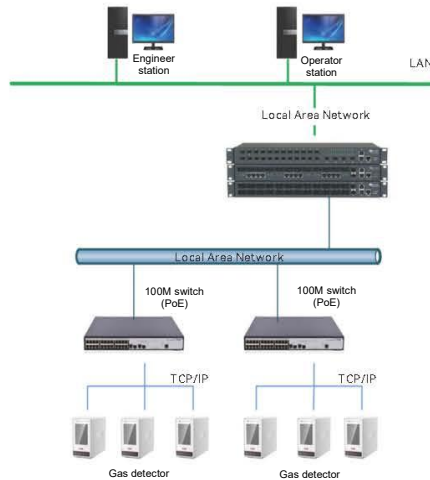 Engineer
station
Operator
station
LAN
Local Area Network
Local Area Network
100M switch
(PoE)
100M switch
(PoE)
TCP/IP
TCP/IP
Gas detector
Gas detector